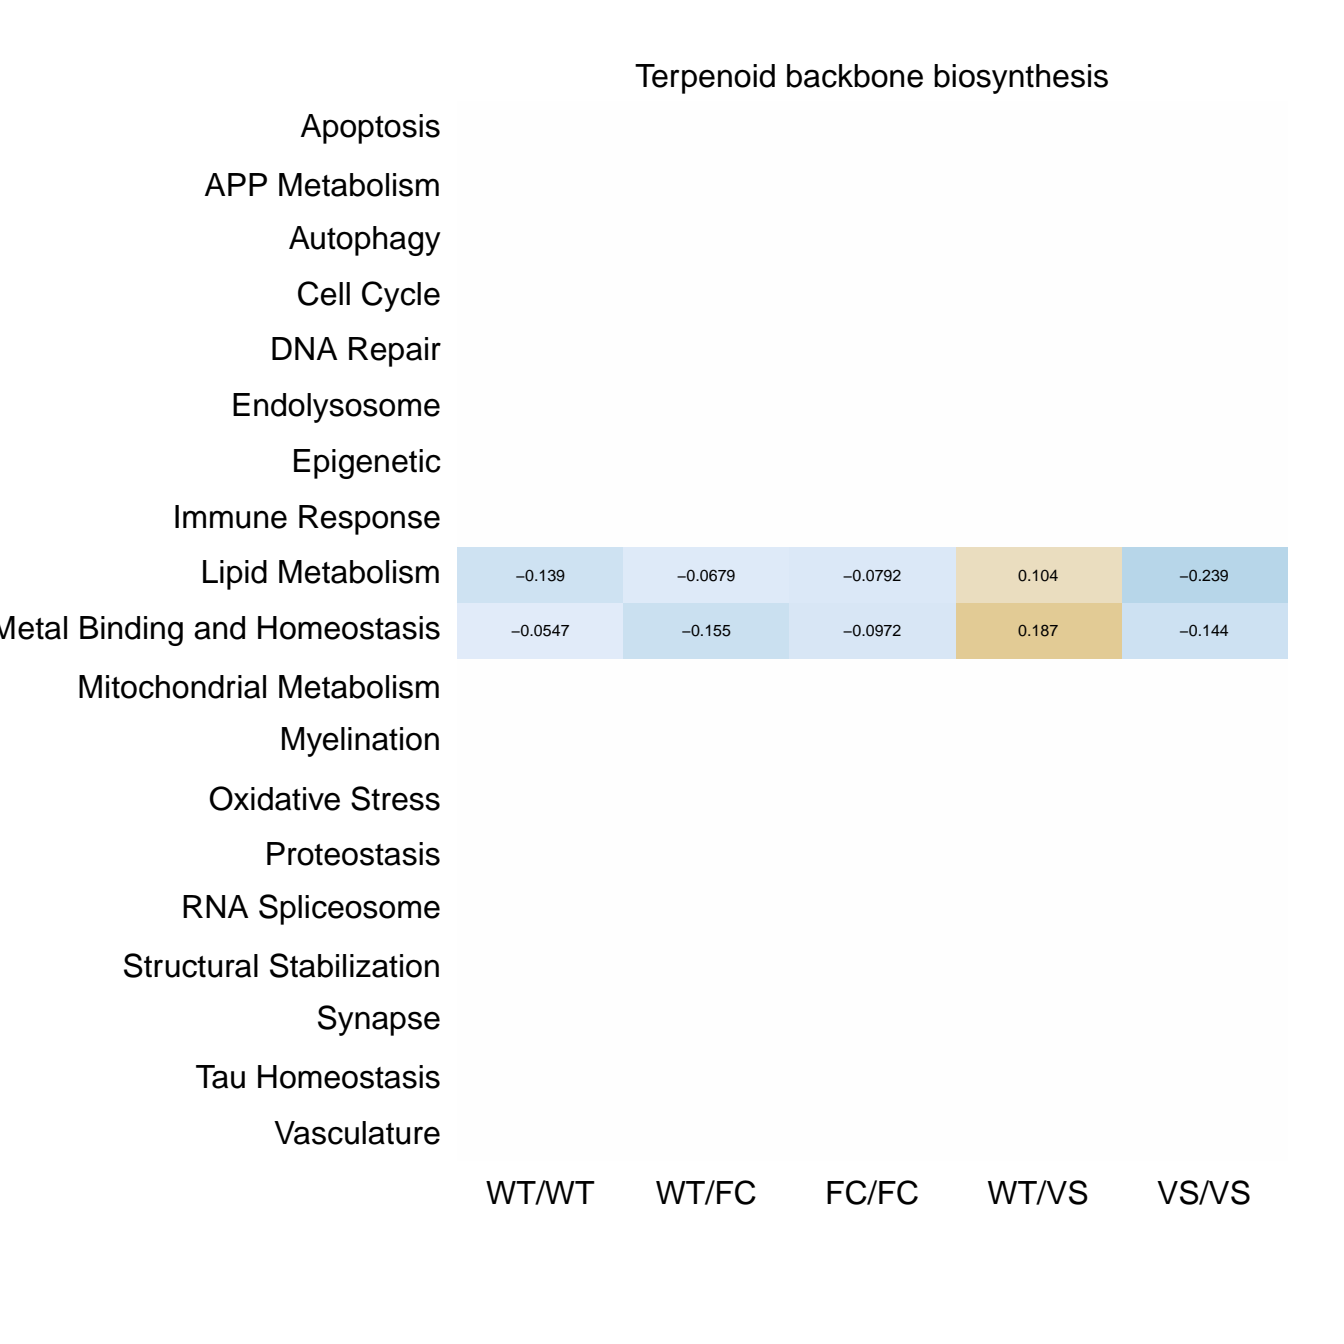 Terpenoid backbone biosynthesis
Apoptosis
APP Metabolism
Autophagy
Cell Cycle
DNA Repair
Endolysosome
Epigenetic
Immune Response
Lipid Metabolism −0.139 −0.0679 −0.0792 0.104 −0.239
Metal Binding and Homeostasis −0.0547 −0.155 −0.0972 0.187 −0.144
Mitochondrial Metabolism
Myelination
Oxidative Stress
Proteostasis
RNA Spliceosome
Structural Stabilization
Synapse
Tau Homeostasis
Vasculature
WT/WT WT/FC FC/FC WT/VS VS/VS